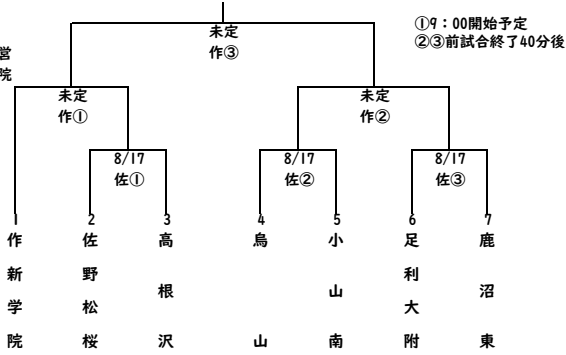 ①9：00開始予定
②③前試合終了40分後
営
院
未定
作③
未定
作①
未定
作②
8/17
佐①
8/17
佐②
8/17
佐③
1 2 3 4 5 6 7
作新学院
佐野松桜
高根沢
烏山
小山南
足利大附
鹿沼東